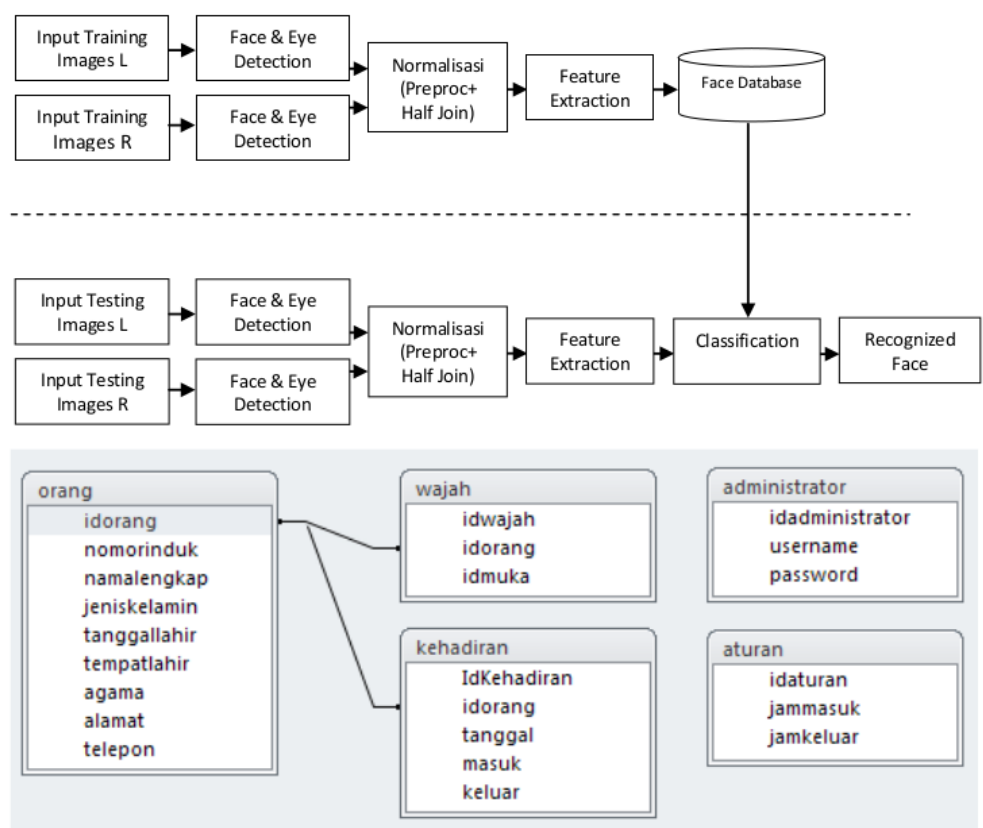 Input Training
Images L
Face & Eye
Detection
Input Training
Images R
Face & Eye
Detection
Normalisasi
(Preproc+
Half Join)
Feature
Extraction
Face Database
Input Testing
Images L
Face & Eye
Detection
Input Testing
Images R
Face & Eye
Detection
Normalisasi
(Preproc+
Half Join)
Feature
Extraction
Classification
Recognized
Face
orang
idorang
nomorinduk
namalengkap
jeniskelamin
tanggallahir
tempatlahir
agama
alamat
telepon
wajah
idwajah
idorang
idmuka
kehadiran
IdKehadiran
idorang
tanggal
masuk
keluar
administrator
idadministrator
username
password
aturan
idaturan
jammasuk
jamkeluar